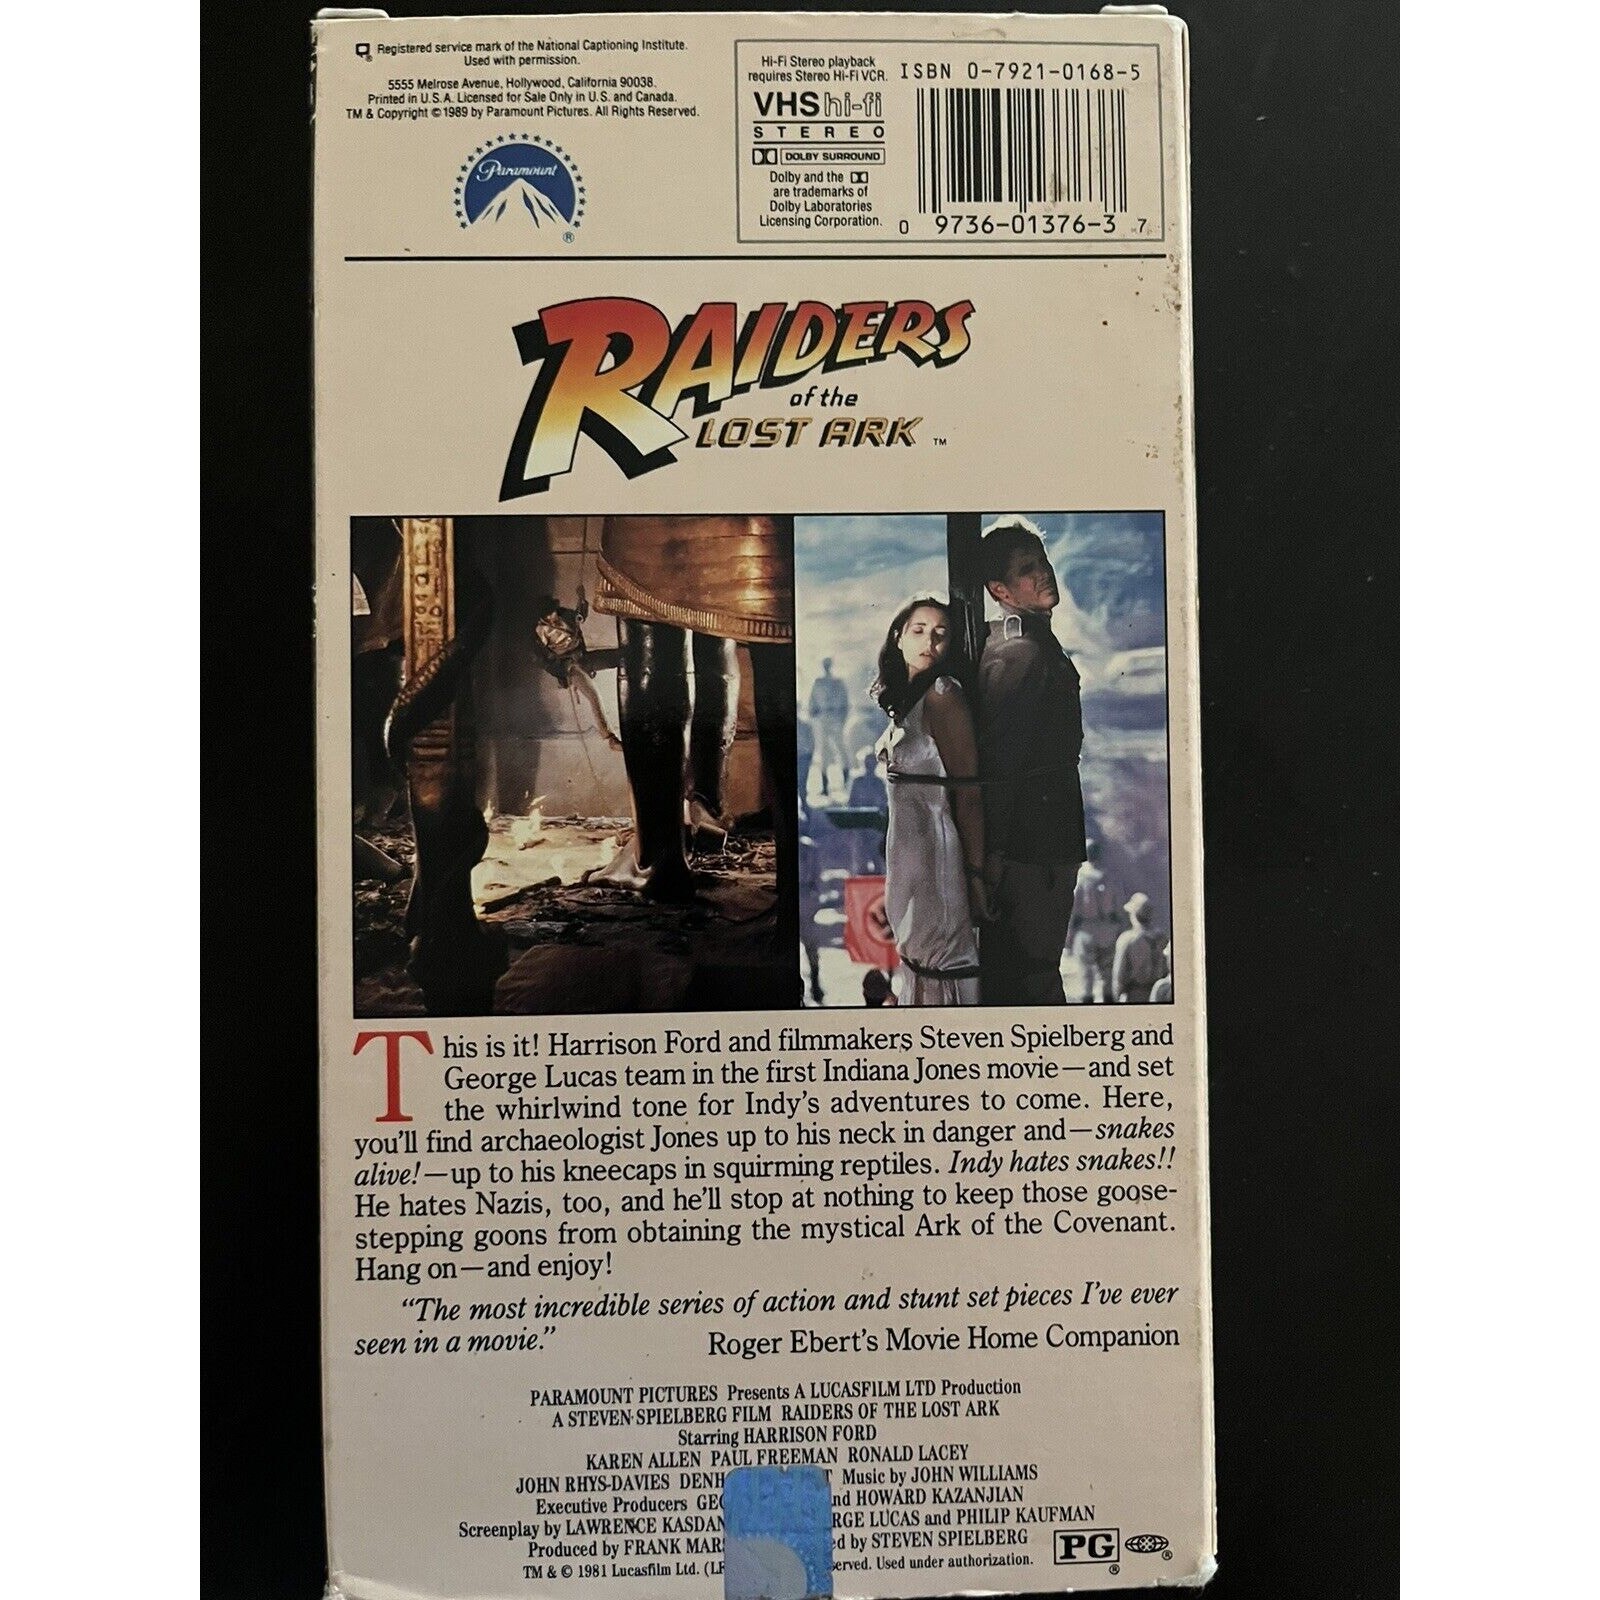 Registered service mark of the National Captioning Institute.
Used with permission.
5555 Melrose Avenue, Hollywood, California 90038.
Printed in U.S.A. Licensed for Sale Only in U.S. and Canada.
TM & Copyright © 1989 by Paramount Pictures. All Rights Reserved.
Paramount
®
Hi-Fi Stereo playback
requires Stereo Hi-Fi VCR.
VHS hi-fi
STEREO
DOLBY SURROUND
Dolby and the
are trademarks of
Dolby Laboratories
Licensing Corporation.
ISBN 0-7921-0168-5
0 9736-01376-3 7
RAIDERS
of the
LOST ARK ™
This is it! Harrison Ford and filmmakers Steven Spielberg and
George Lucas team in the first Indiana Jones movie—and set
the whirlwind tone for Indy's adventures to come. Here,
you'll find archaeologist Jones up to his neck in danger and—snakes
alive!—up to his kneecaps in squirming reptiles. Indy hates snakes!!
He hates Nazis, too, and he'll stop at nothing to keep those goose-
stepping goons from obtaining the mystical Ark of the Covenant.
Hang on—and enjoy!
"The most incredible series of action and stunt set pieces I've ever
seen in a movie." Roger Ebert's Movie Home Companion
PARAMOUNT PICTURES Presents A LUCASFILM LTD Production
A STEVEN SPIELBERG FILM RAIDERS OF THE LOST ARK
Starring HARRISON FORD
KAREN ALLEN PAUL FREEMAN RONALD LACEY
JOHN RHYS-DAVIES Music by JOHN WILLIAMS
Executive Producers and HOWARD KAZANJIAN
Screenplay by LAWRENCE LUCAS and PHILIP KAUFMAN
Produced by FRANK by STEVEN SPIELBERG
TM & © 1981 Lucasfilm Ltd. Used under authorization.
PG
®
®